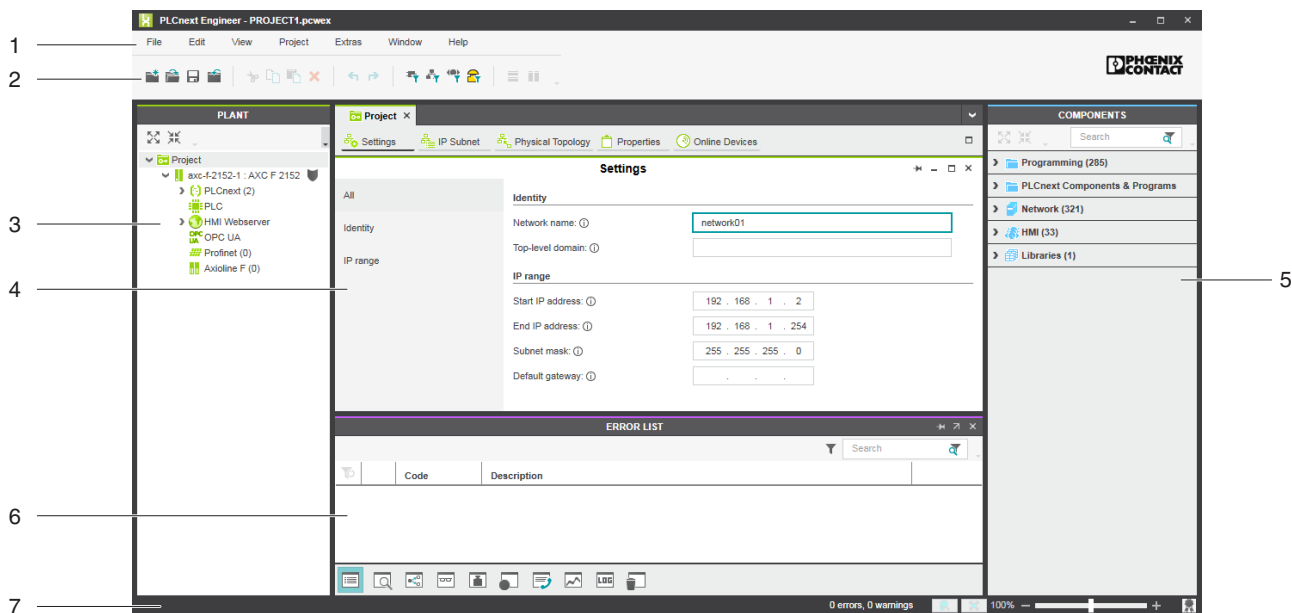 PLCnext Engineer - PROJECT1.pcwex
1
File Edit View Project Extras Window Help
2
PHŒNIX
CONTACT
PLANT
Project
COMPONENTS
Settings IP Subnet Physical Topology Properties Online Devices
Search
Project
axc-f-2152-1 : AXC F 2152
PLCnext (2)
PLC
HMI Webserver
OPC UA
OPC UA
Profinet (0)
Axioline F (0)
3
Settings
All
Identity
IP range
4
Identity
Network name:
network01
Top-level domain:
IP range
Start IP address:
192 . 168 . 1 . 2
End IP address:
192 . 168 . 1 . 254
Subnet mask:
255 . 255 . 255 . 0
Default gateway:
. . .
Programming (285)
PLCnext Components & Programs
Network (321)
HMI (33)
Libraries (1)
5
ERROR LIST
Search
Code Description
6
LOG
7
0 errors, 0 warnings
100%